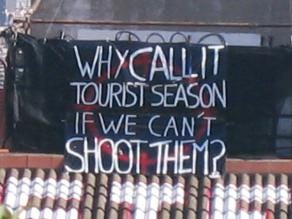 WHY CALL IT
TOURIST SEASON
IF WE CAN'T
SHOOT THEM?